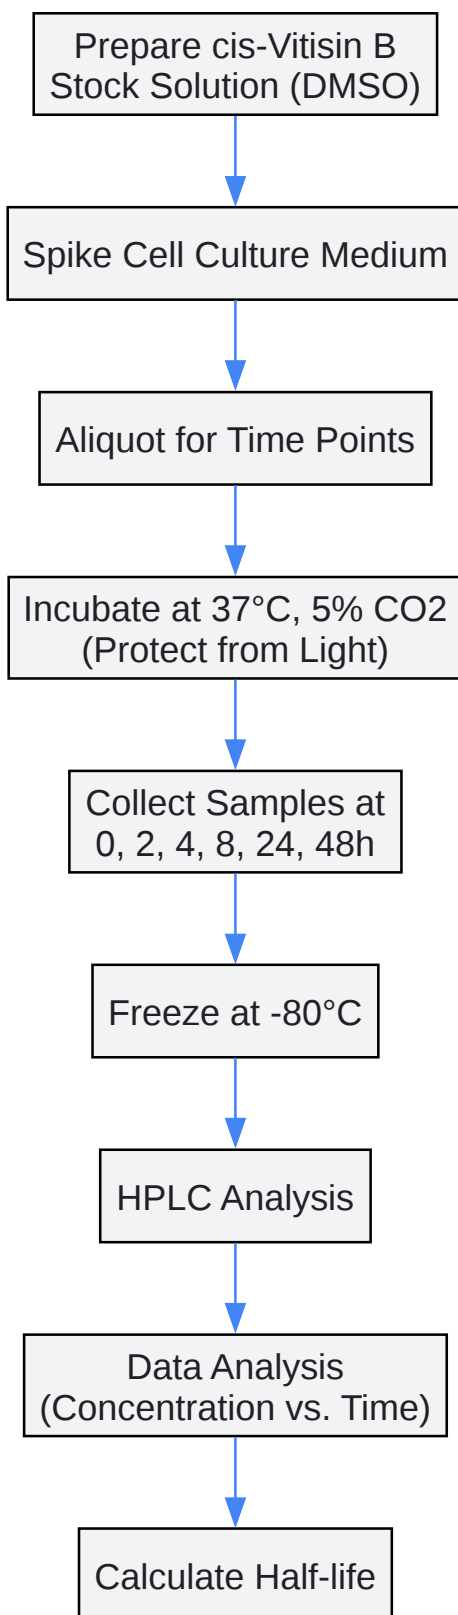 Prepare cis-Vitisin B
Stock Solution (DMSO)
Spike Cell Culture Medium
Aliquot for Time Points
Incubate at 37°C, 5% CO2
(Protect from Light)
Collect Samples at
0, 2, 4, 8, 24, 48h
Freeze at -80°C
HPLC Analysis
Data Analysis
(Concentration vs. Time)
Calculate Half-life